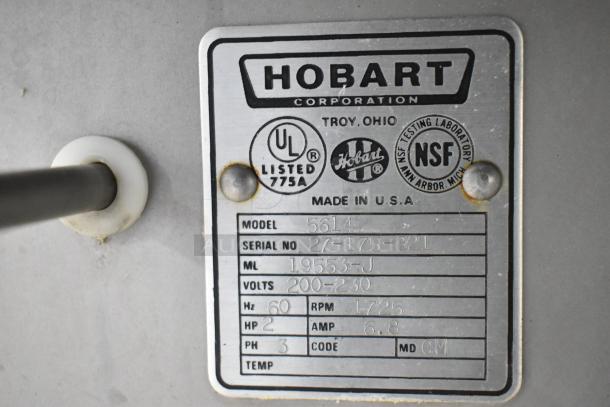 HOBART
CORPORATION
TROY, OHIO
UL ®
LISTED
775A
Hobart ®
NSF TESTING LABORATORY
NSF
ANN ARBOR, MICH
MADE IN U.S.A.
MODEL 5614
SERIAL NO
ML 19553-J
VOLTS 200-230
Hz 60 RPM 1725
HP 2 AMP 6.8
PH 3 CODE MD
TEMP